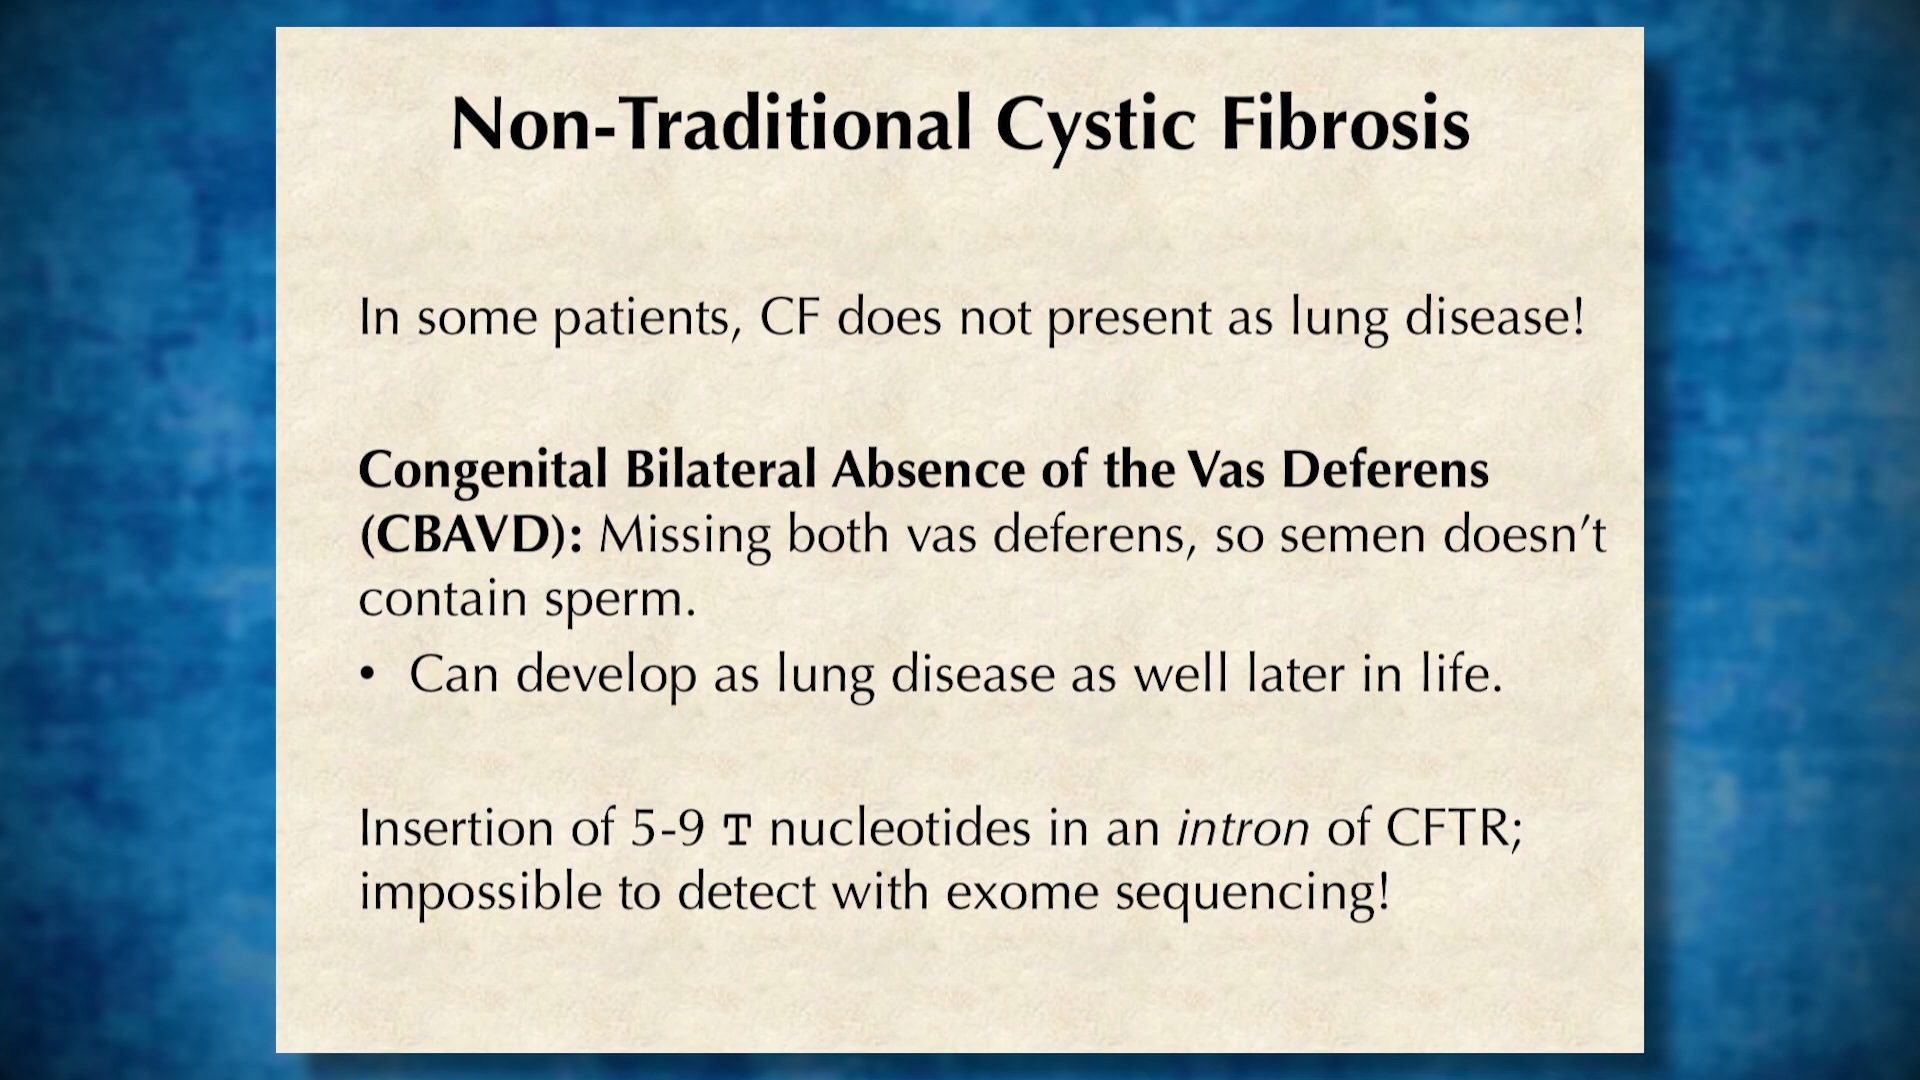 Non-Traditional Cystic Fibrosis
In some patients, CF does not present as lung disease!
Congenital Bilateral Absence of the Vas Deferens
(CBAVD): Missing both vas deferens, so semen doesn’t
contain sperm.
• Can develop as lung disease as well later in life.
Insertion of 5-9 T nucleotides in an intron of CFTR;
impossible to detect with exome sequencing!